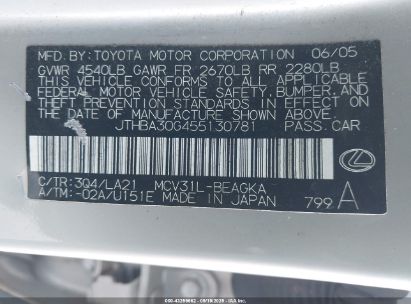 MFD. BY: TOYOTA MOTOR CORPORATION 06/05
GVWR 4540LB GAWR FR 2670LB RR 2280LB
THIS VEHICLE CONFORMS TO ALL APPLICABLE
FEDERAL MOTOR VEHICLE SAFETY, BUMPER, AND
THEFT PREVENTION STANDARDS IN EFFECT ON
THE DATE OF MANUFACTURE SHOWN ABOVE.
JTHBA30G455130781 PASS. CAR
C/TR: 3Q4/LA21 MCV31L-BEAGKA
A/TM: -02A/U151E MADE IN JAPAN 799 A